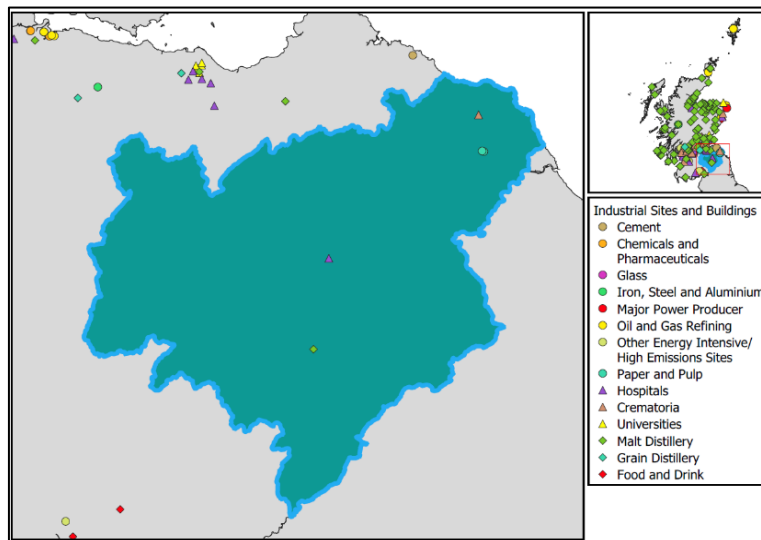 Industrial Sites and Buildings
Cement
Chemicals and
Pharmaceuticals
Glass
Iron, Steel and Aluminium
Major Power Producer
Oil and Gas Refining
Other Energy Intensive/
High Emissions Sites
Paper and Pulp
Hospitals
Crematoria
Universities
Malt Distillery
Grain Distillery
Food and Drink